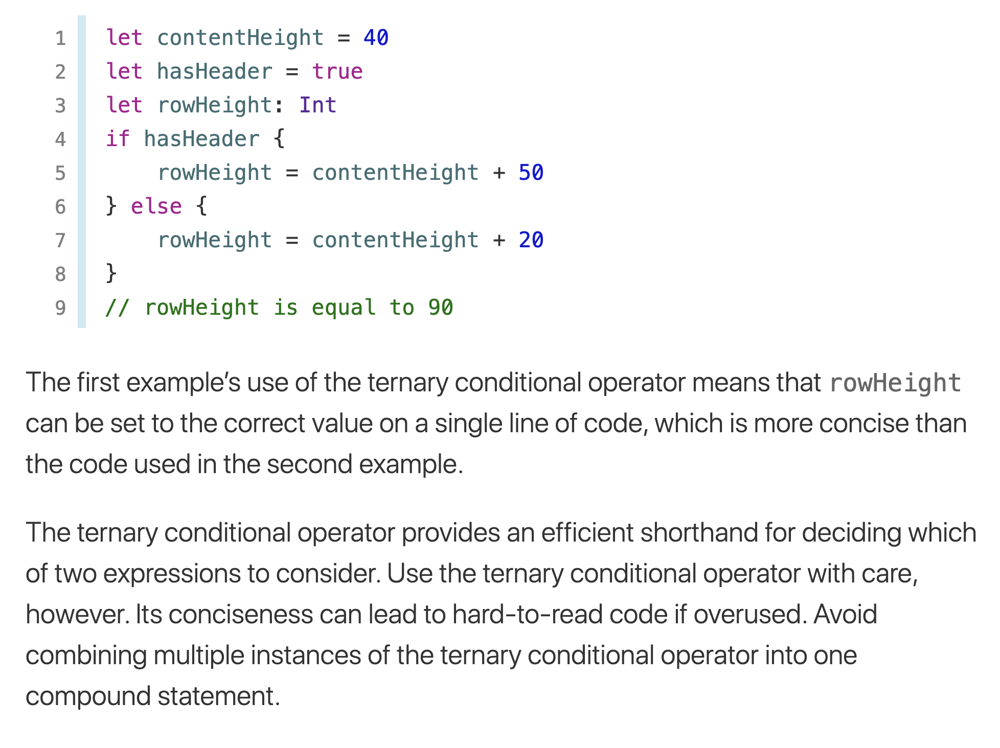 1 let contentHeight = 40
2 let hasHeader = true
3 let rowHeight: Int
4 if hasHeader {
5     rowHeight = contentHeight + 50
6 } else {
7     rowHeight = contentHeight + 20
8 }
9 // rowHeight is equal to 90
The first example’s use of the ternary conditional operator means that rowHeight
can be set to the correct value on a single line of code, which is more concise than
the code used in the second example.
The ternary conditional operator provides an efficient shorthand for deciding which
of two expressions to consider. Use the ternary conditional operator with care,
however. Its conciseness can lead to hard-to-read code if overused. Avoid
combining multiple instances of the ternary conditional operator into one
compound statement.